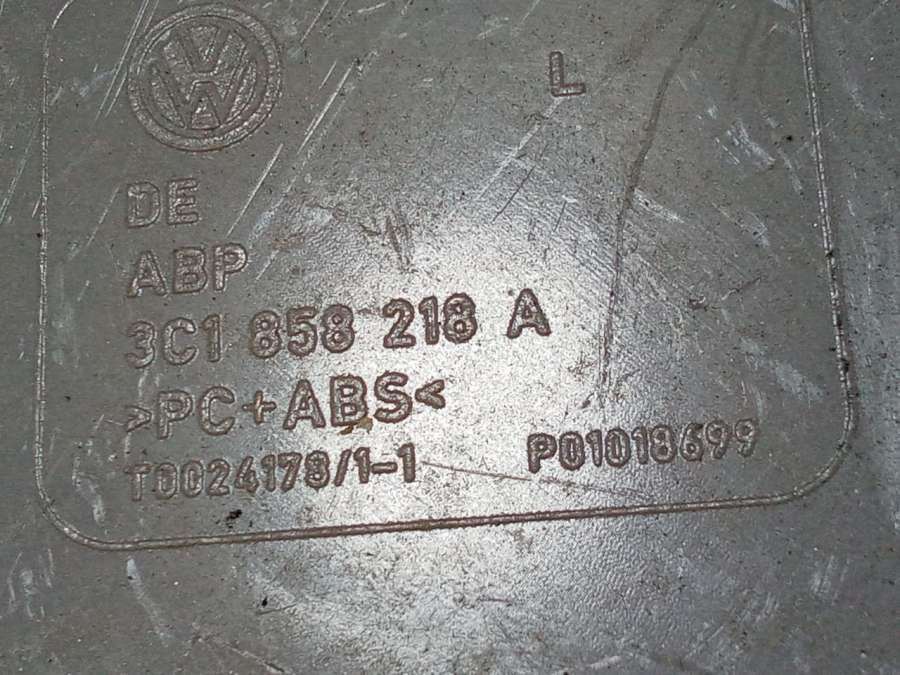 L
DE
ABP
3C1 858 218 A
>PC+ABS<
T0024178/1-1 P01018699